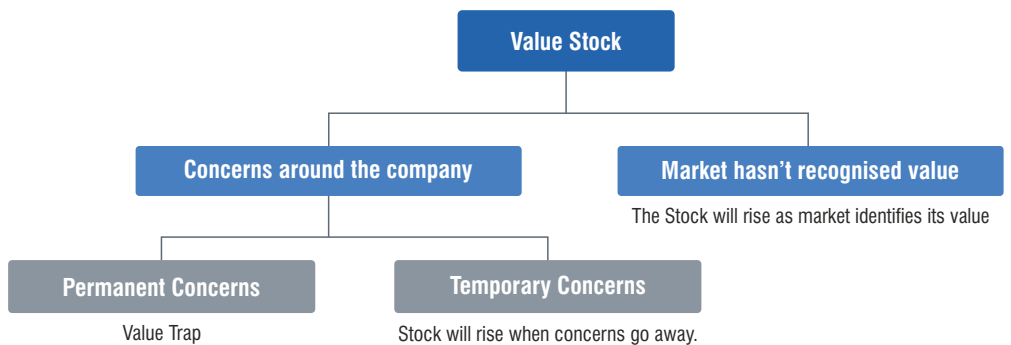 Value Stock
Concerns around the company
Market hasn't recognised value
The Stock will rise as market identifies its value
Permanent Concerns
Temporary Concerns
Value Trap
Stock will rise when concerns go away.